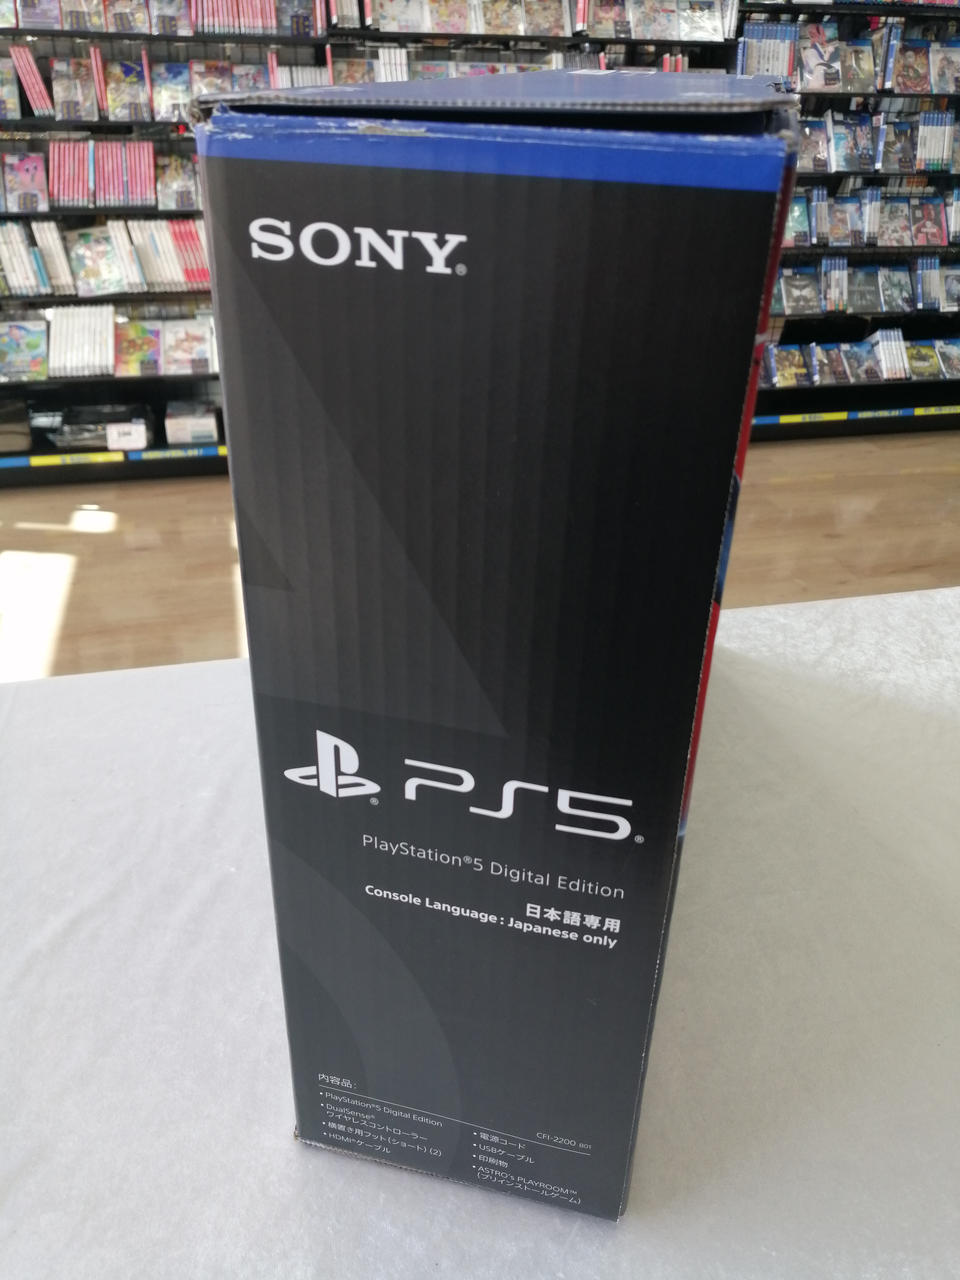 SONY®
PS5®
PlayStation®5 Digital Edition
日本語専用
Console Language: Japanese only
内容品:
• PlayStation®5 Digital Edition
• DualSense®
ワイヤレスコントローラー
• 横置き用フット(ショート) (2)
• HDMI®ケーブル
CFI-2200 B01
• 電源コード
• USBケーブル
• 印刷物
• ASTRO's PLAYROOM™
(プリインストールゲーム)